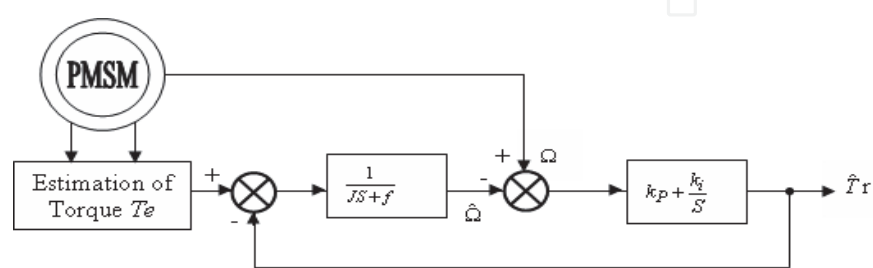 PMSM
Estimation of
Torque Te
+
-
1
JS+f
-
Ω̂
+ Ω
kP + ki
S
T̂r